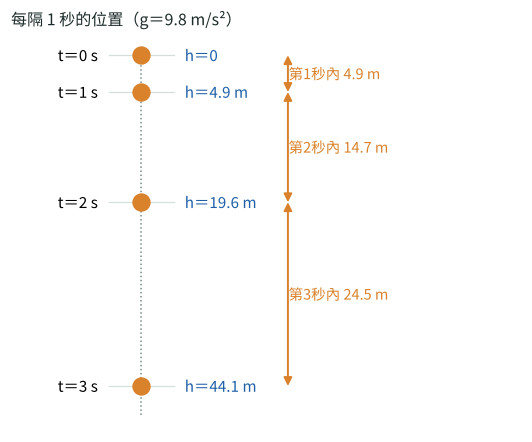 每隔 1 秒的位置（g＝9.8 m/s²）
t＝0 s h＝0
第1秒內 4.9 m
t＝1 s h＝4.9 m
第2秒內 14.7 m
t＝2 s h＝19.6 m
第3秒內 24.5 m
t＝3 s h＝44.1 m